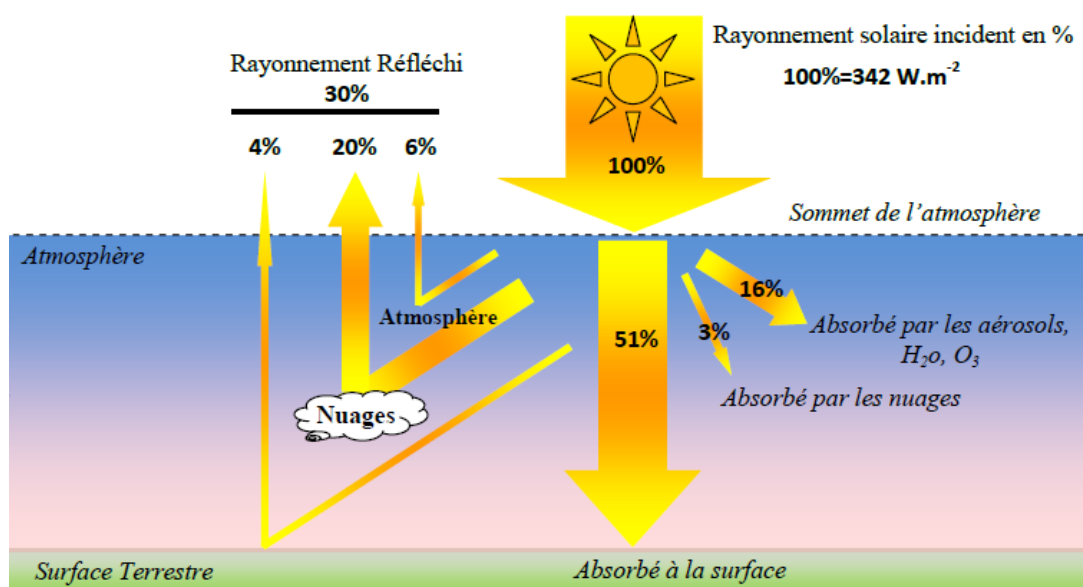 Rayonnement solaire incident en %
100%=342 W.m⁻²
Rayonnement Réfléchi
30%
4%
20%
6%
100%
Sommet de l'atmosphère
Atmosphère
Atmosphère
16%
3%
51%
Absorbé par les aérosols,
H₂o, O₃
Absorbé par les nuages
Nuages
Surface Terrestre
Absorbé à la surface